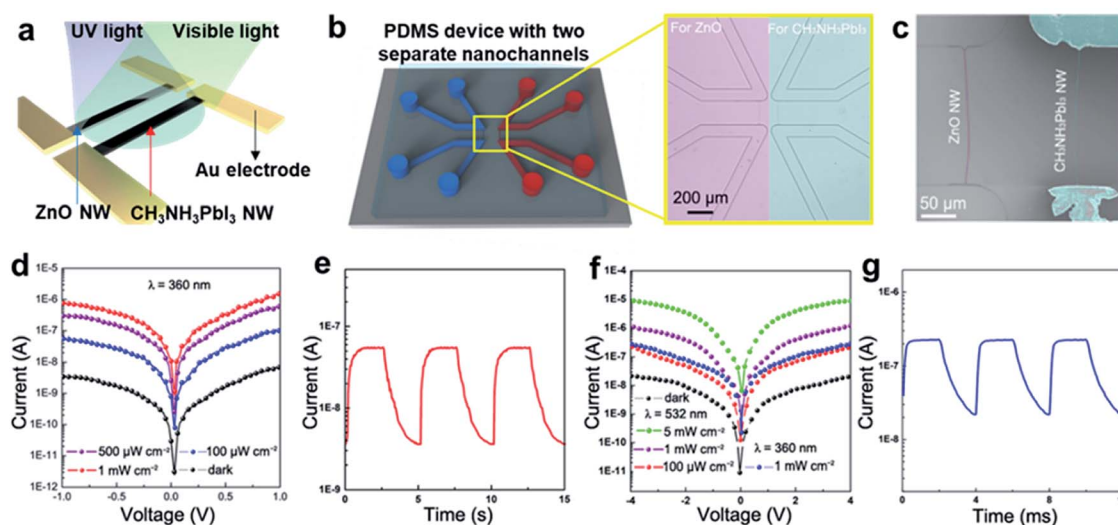 a
UV light
Visible light
Au electrode
ZnO NW
CH₃NH₃PbI₃ NW
b
PDMS device with two
separate nanochannels
For ZnO
For CH₃NH₃PbI₃
200 µm
c
ZnO NW
CH₃NH₃PbI₃ NW
50 µm
d
1E-5
1E-6
1E-7
1E-8
1E-9
1E-10
1E-11
1E-12
Current (A)
λ = 360 nm
500 µW cm⁻²
100 µW cm⁻²
1 mW cm⁻²
dark
-1.0
-0.5
0.0
0.5
1.0
Voltage (V)
e
1E-7
1E-8
1E-9
Current (A)
0
5
10
15
Time (s)
f
1E-4
1E-5
1E-6
1E-7
1E-8
1E-9
1E-10
1E-11
Current (A)
dark
λ = 532 nm
5 mW cm⁻²
1 mW cm⁻²
λ = 360 nm
100 µW cm⁻²
1 mW cm⁻²
-4
-2
0
2
4
Voltage (V)
g
1E-6
1E-7
1E-8
Current (A)
0
4
8
Time (ms)